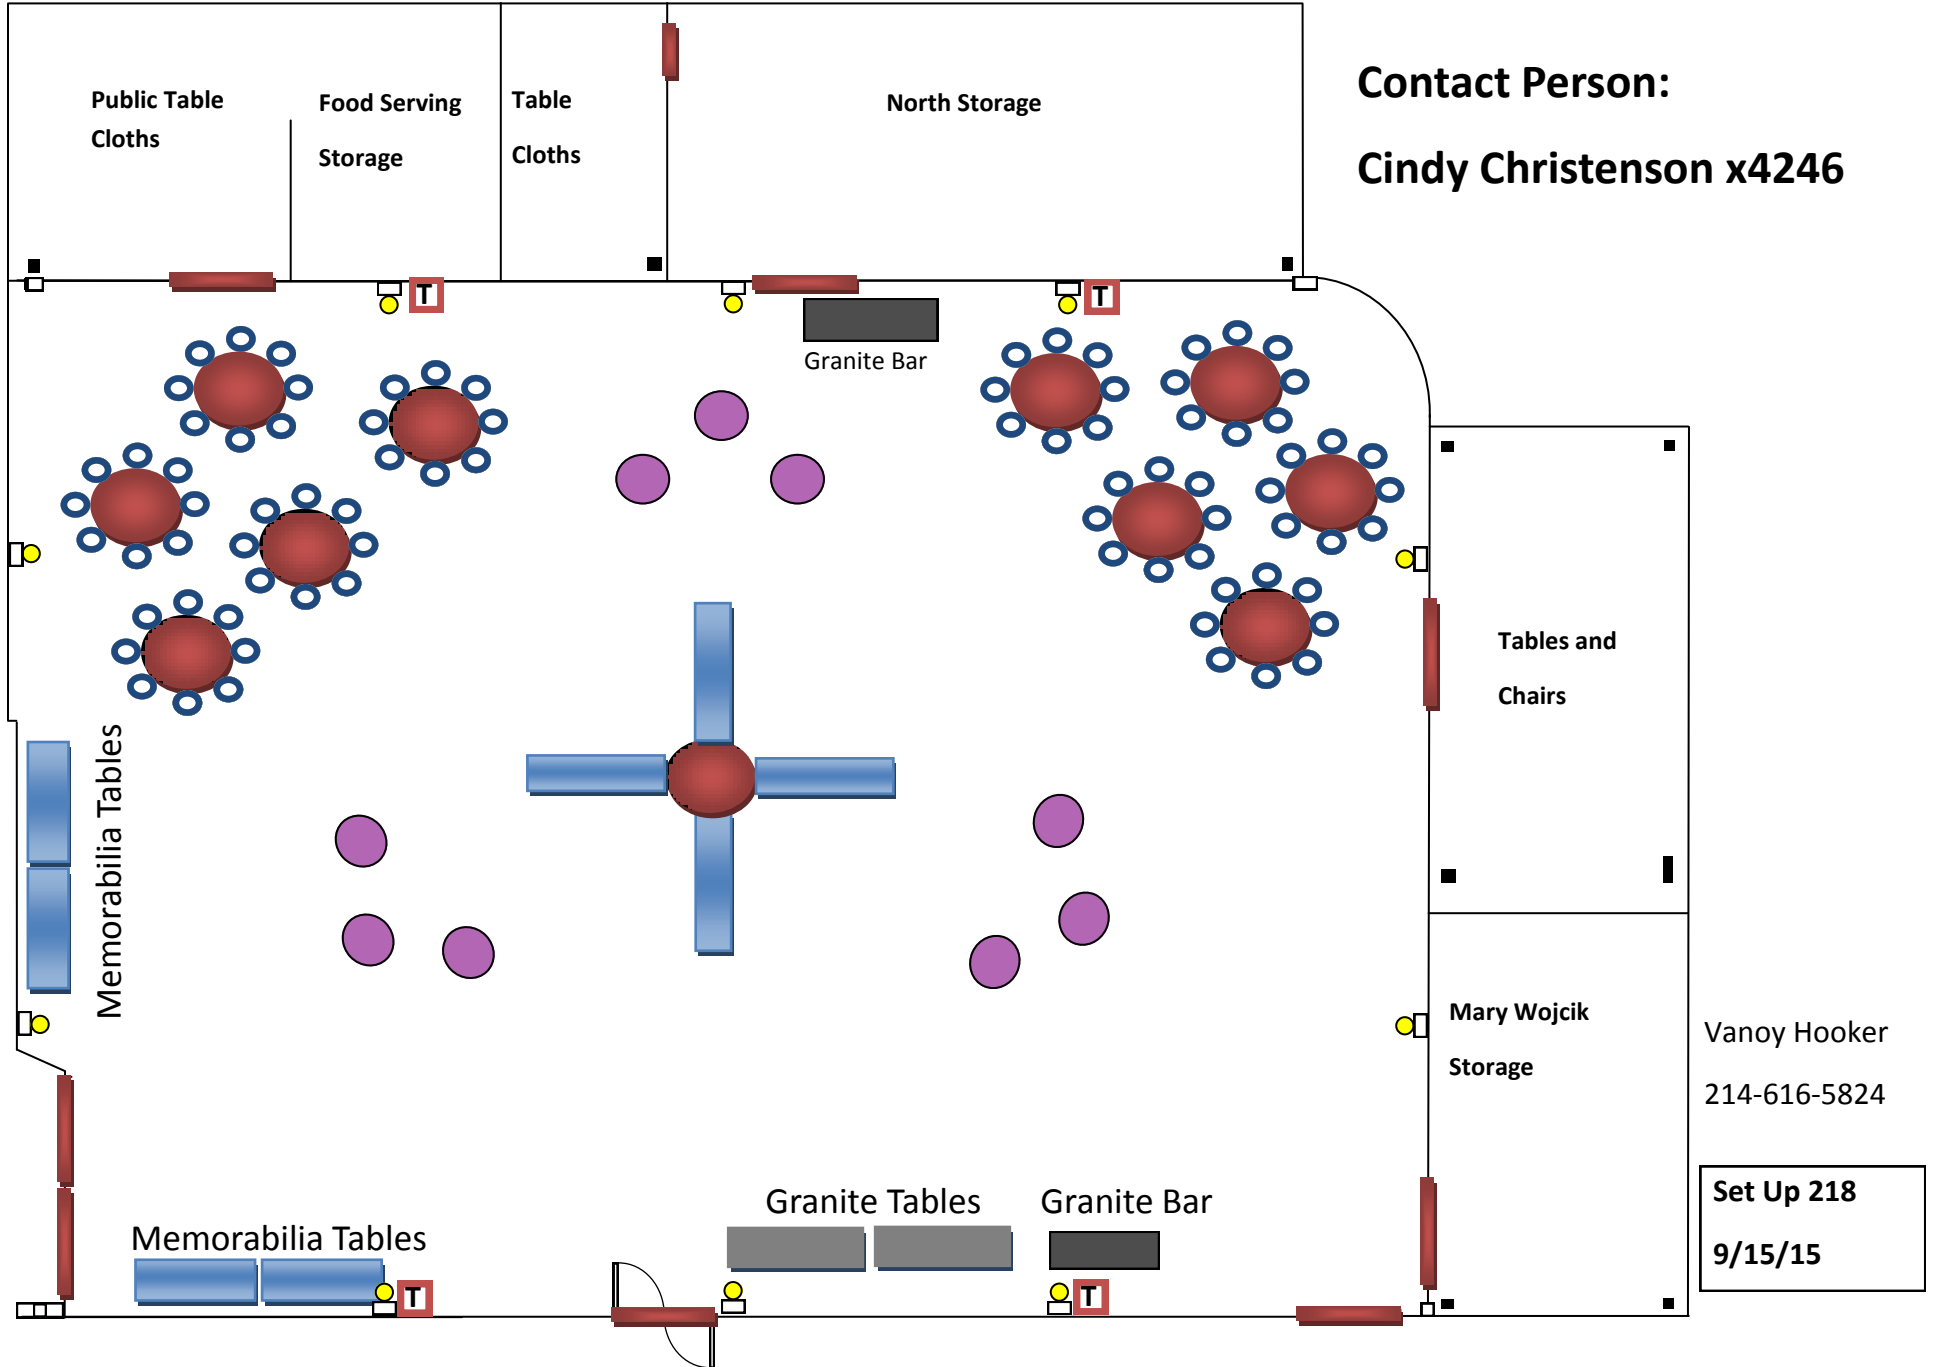 Public Table
Cloths
Food Serving
Storage
Table
Cloths
North Storage
Contact Person:
Cindy Christenson x4246
T
T
Granite Bar
Tables and
Chairs
Memorabilia Tables
Mary Wojcik
Storage
Vanoy Hooker
214-616-5824
Set Up 218
9/15/15
Granite Tables
Granite Bar
Memorabilia Tables
T
T